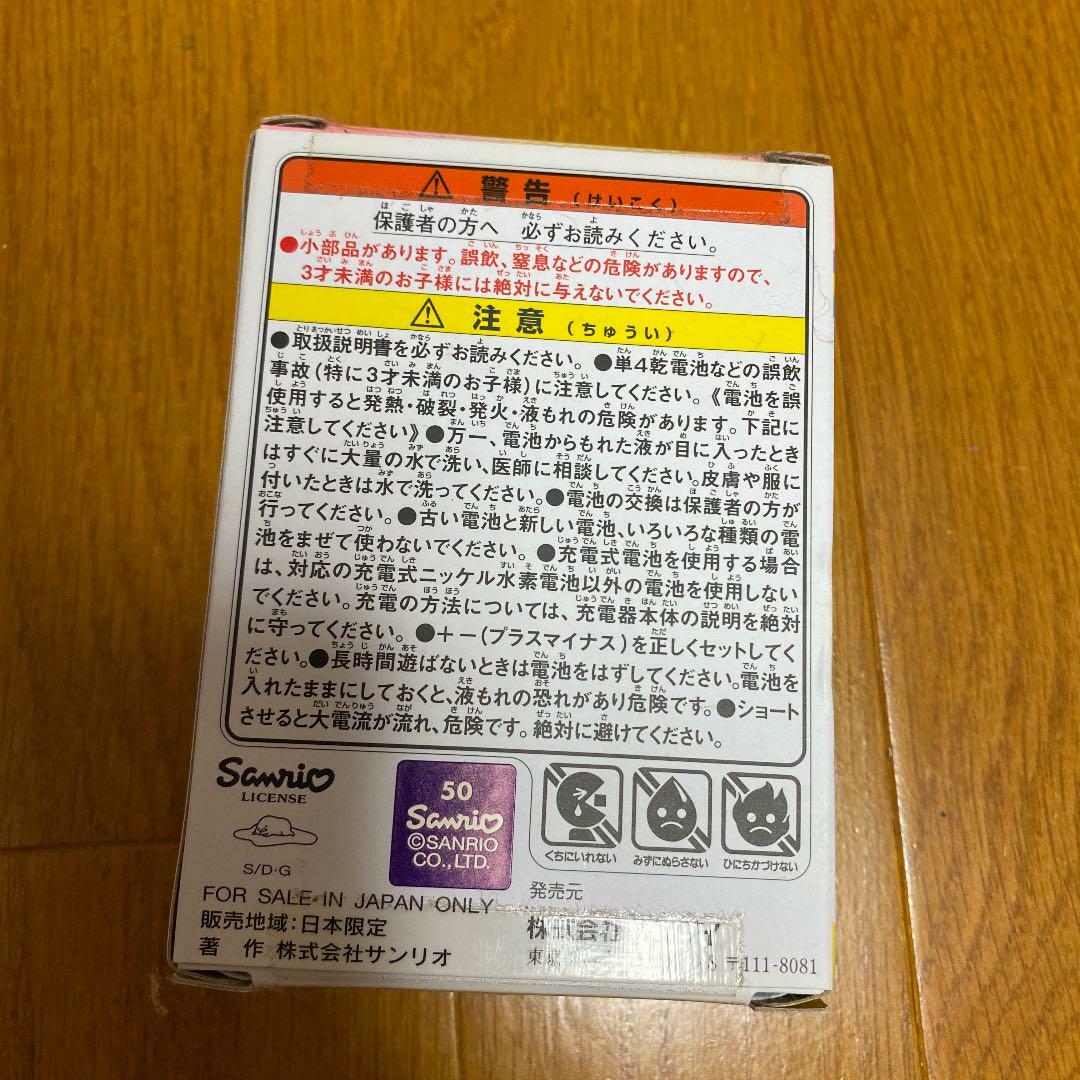 警告 (けいこく)
保護者の方へ 必ずお読みください。
●小部品があります。誤飲、窒息などの危険がありますので、
3才未満のお子様には絶対に与えないでください。
注意 (ちゅうい)
●取扱説明書を必ずお読みください。 ●単4乾電池などの誤飲
事故(特に3才未満のお子様)に注意してください。《電池を誤
使用すると発熱・破裂・発火・液もれの危険があります。下記に
注意してください》●万一、電池からもれた液が目に入ったとき
はすぐに大量の水で洗い、医師に相談してください。皮膚や服に
付いたときは水で洗ってください。●電池の交換は保護者の方が
行ってください。●古い電池と新しい電池、いろいろな種類の電
池をまぜて使わないでください。 ●充電式電池を使用する場合
は、対応の充電式ニッケル水素電池以外の電池を使用しない
でください。充電の方法については、充電器本体の説明を絶対
に守ってください。 ●+-(プラスマイナス)を正しくセットしてく
ださい。●長時間遊ばないときは電池をはずしてください。電池を
入れたままにしておくと、液もれの恐れがあり危険です。●ショート
させると大電流が流れ、危険です。絶対に避けてください。
Sanrio
LICENSE
S/D・G
50
Sanrio
©SANRIO
CO.,LTD.
くちにいれない
みずにぬらさない
ひにちかづけない
FOR SALE IN JAPAN ONLY
販売地域:日本限定
著 作 株式会社サンリオ
発売元
株式会社
東京
〒111-8081